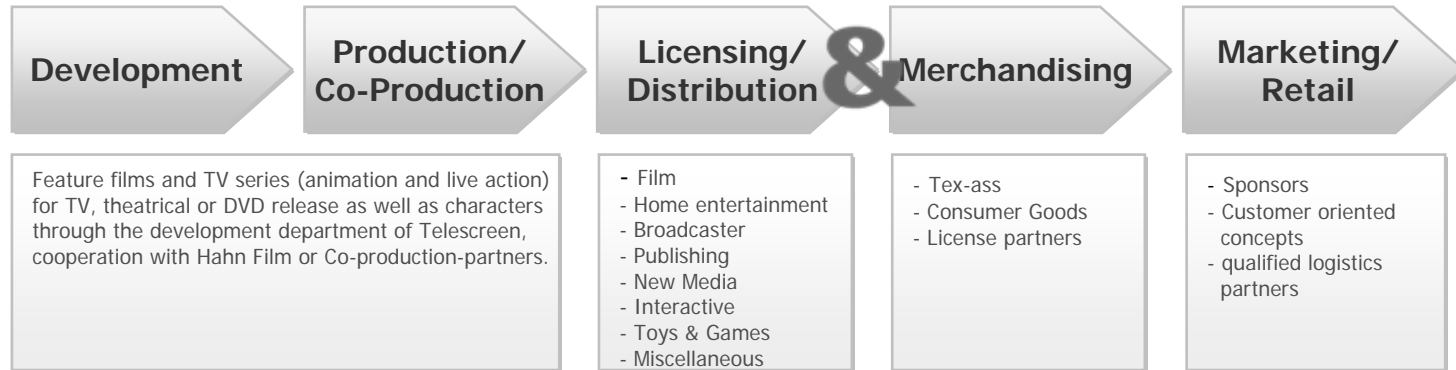 Development
Production/
Co-Production
Licensing/
Distribution
&
Merchandising
Marketing/
Retail
Feature films and TV series (animation and live action)
for TV, theatrical or DVD release as well as characters
through the development department of Telescreen,
cooperation with Hahn Film or Co-production-partners.
- Film
- Home entertainment
- Broadcaster
- Publishing
- New Media
- Interactive
- Toys & Games
- Miscellaneous
- Tex-ass
- Consumer Goods
- License partners
- Sponsors
- Customer oriented
concepts
- qualified logistics
partners